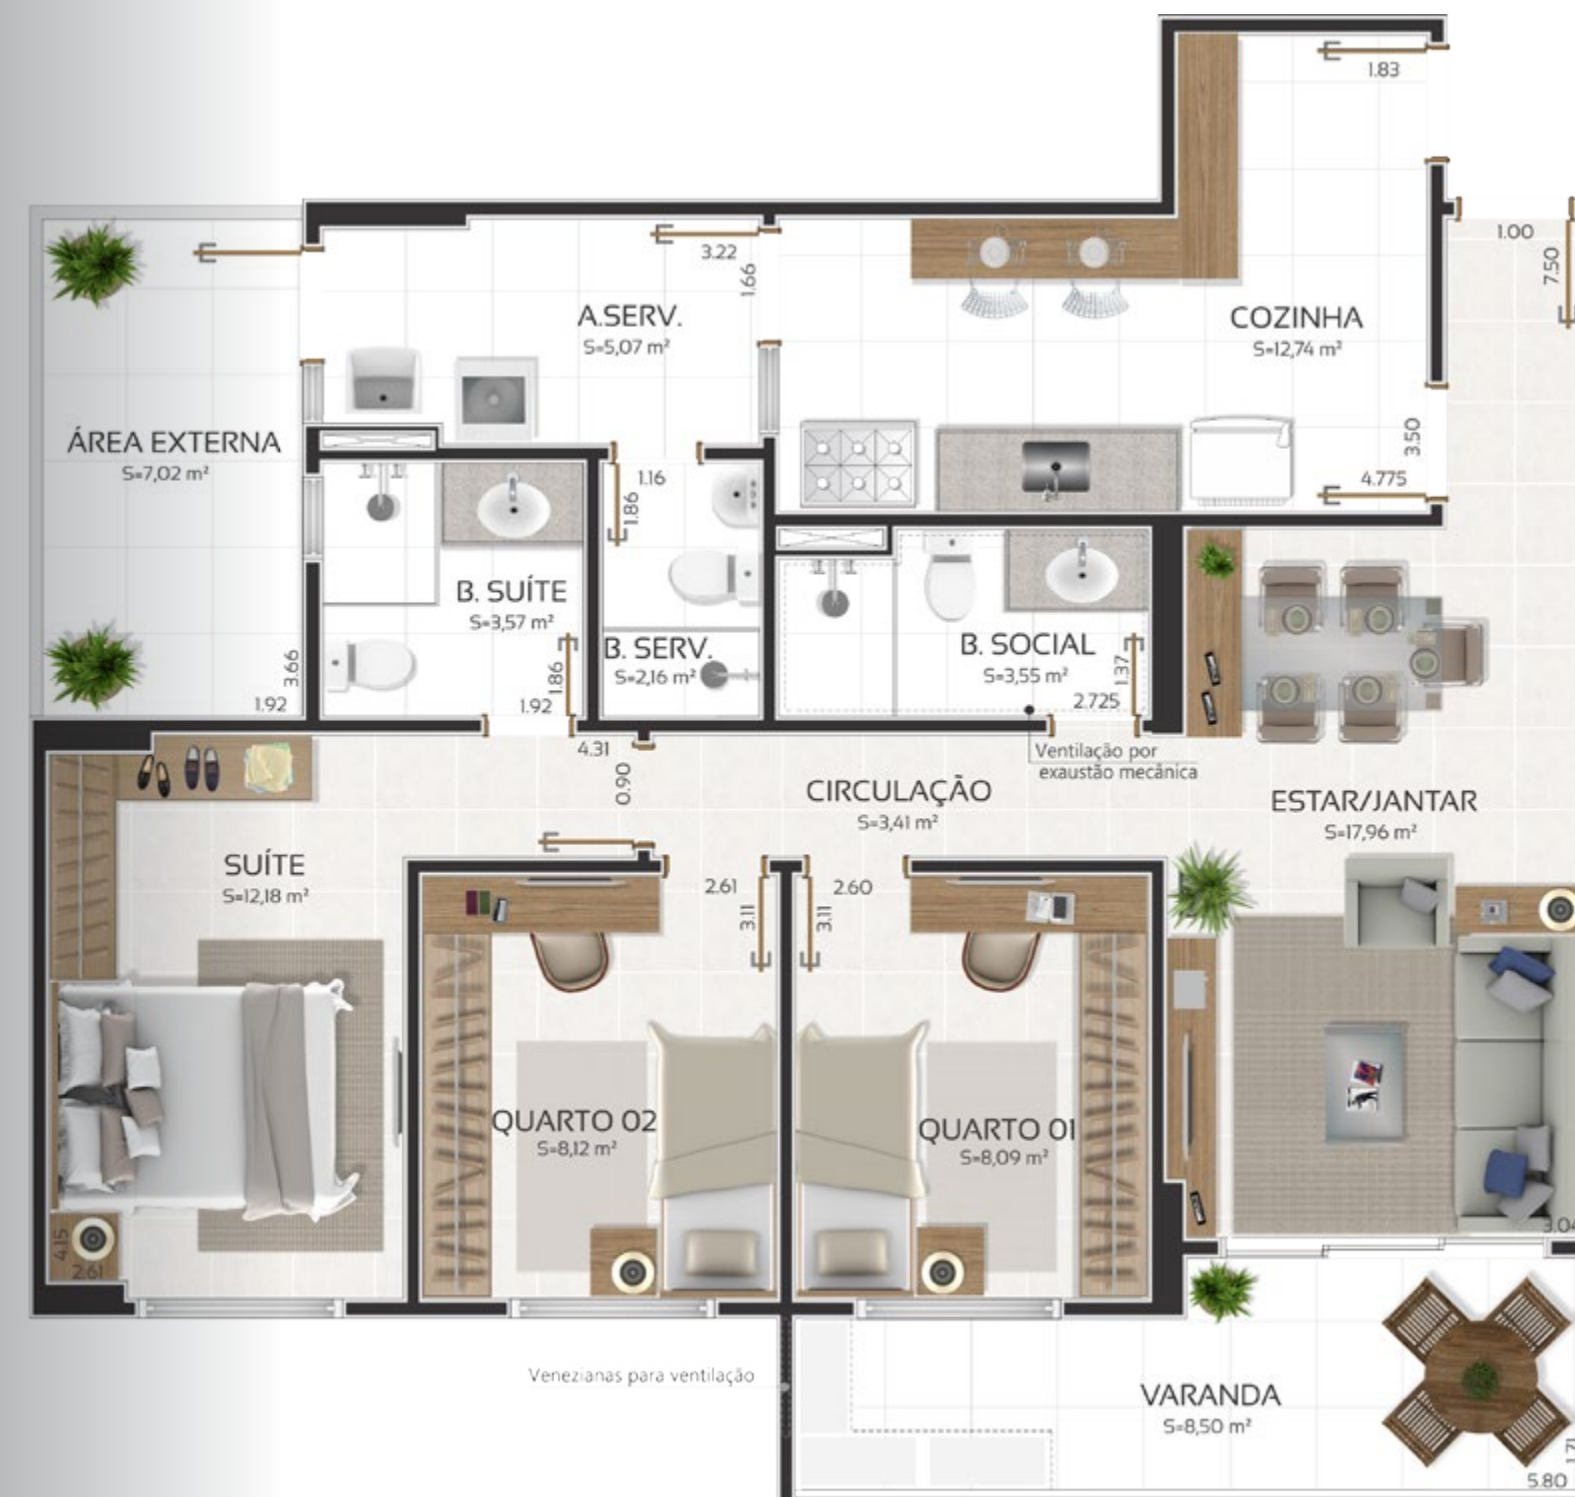 1.83
1.00
7.50
3.22
1.66
A.SERV.
S=5,07 m²
COZINHA
S=12,74 m²
ÁREA EXTERNA
S=7,02 m²
3.50
4.775
1.16
1.86
B. SUÍTE
S=3,57 m²
B. SERV.
S=2,16 m²
B. SOCIAL
S=3,55 m²
1.37
2.725
3.66
1.92
1.86
1.92
4.31
0.90
Ventilação por
exaustão mecânica
CIRCULAÇÃO
S=3,41 m²
ESTAR/JANTAR
S=17,96 m²
SUÍTE
S=12,18 m²
2.61
3.11
2.60
3.11
QUARTO 02
S=8,12 m²
QUARTO 01
S=8,09 m²
4.15
2.61
3.04
Venezianas para ventilação
VARANDA
S=8,50 m²
1.71
5.80